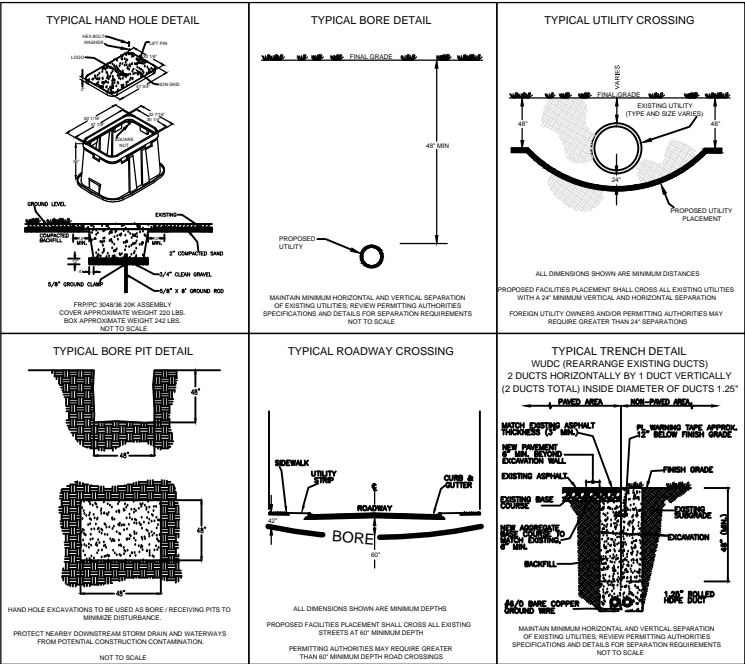 TYPICAL HAND HOLE DETAIL
HEX BOLT
WASHER
LIFT PIN
LOGO
NON-SKID
SQUARE
NUT
GROUND LEVEL
EXISTING
COMPACTED
BACKFILL
MIN.
MIN.
2" COMPACTED SAND
3/4" CLEAN GRAVEL
5/8" GROUND CLAMP
5/8" X 8' GROUND ROD
FRP/PC 3048/36 20K ASSEMBLY
COVER APPROXIMATE WEIGHT 220 LBS.
BOX APPROXIMATE WEIGHT 242 LBS.
NOT TO SCALE
TYPICAL BORE DETAIL
FINAL GRADE
48" MIN
PROPOSED
UTILITY
MAINTAIN MINIMUM HORIZONTAL AND VERTICAL SEPARATION
OF EXISTING UTILITIES; REVIEW PERMITTING AUTHORITIES
SPECIFICATIONS AND DETAILS FOR SEPARATION REQUIREMENTS
NOT TO SCALE
TYPICAL UTILITY CROSSING
VARIES
FINAL GRADE
EXISTING UTILITY
(TYPE AND SIZE VARIES)
48"
48"
24"
PROPOSED UTILITY
PLACEMENT
ALL DIMENSIONS SHOWN ARE MINIMUM DISTANCES
PROPOSED FACILITIES PLACEMENT SHALL CROSS ALL EXISTING UTILITIES
WITH A 24" MINIMUM VERTICAL AND HORIZONTAL SEPARATION
FOREIGN UTILITY OWNERS AND/OR PERMITTING AUTHORITIES MAY
REQUIRE GREATER THAN 24" SEPARATIONS
TYPICAL BORE PIT DETAIL
48"
48"
48"
48"
HAND HOLE EXCAVATIONS TO BE USED AS BORE / RECEIVING PITS TO
MINIMIZE DISTURBANCE.
PROTECT NEARBY DOWNSTREAM STORM DRAIN AND WATERWAYS
FROM POTENTIAL CONSTRUCTION CONTAMINATION.
NOT TO SCALE
TYPICAL ROADWAY CROSSING
SIDEWALK
UTILITY
STRIP
CURB &
GUTTER
ROADWAY
42"
BORE
60"
ALL DIMENSIONS SHOWN ARE MINIMUM DEPTHS
PROPOSED FACILITIES PLACEMENT SHALL CROSS ALL EXISTING
STREETS AT 60" MINIMUM DEPTH
PERMITTING AUTHORITIES MAY REQUIRE GREATER
THAN 60" MINIMUM DEPTH ROAD CROSSINGS
TYPICAL TRENCH DETAIL
WUDC (REARRANGE EXISTING DUCTS)
2 DUCTS HORIZONTALLY BY 1 DUCT VERTICALLY
(2 DUCTS TOTAL) INSIDE DIAMETER OF DUCTS 1.25"
PAVED AREA
NON-PAVED AREA
MATCH EXISTING ASPHALT
THICKNESS (3" MIN.)
PL WARNING TAPE APPROX.
12" BELOW FINISH GRADE
NEW PAVEMENT
6" MIN. BEYOND
EXCAVATION WALL
EXISTING ASPHALT
FINISH GRADE
EXISTING BASE
COURSE
EXISTING
SUBGRADE
NEW AGGREGATE
BASE COURSE TO
MATCH EXISTING,
6" MIN.
EXCAVATION
48" (MIN.)
BACKFILL
#6/0 BARE COPPER
GROUND WIRE
1.25" ROLLED
HDPE DUCT
MAINTAIN MINIMUM HORIZONTAL AND VERTICAL SEPARATION
OF EXISTING UTILITIES; REVIEW PERMITTING AUTHORITIES
SPECIFICATIONS AND DETAILS FOR SEPARATION REQUIREMENTS
NOT TO SCALE